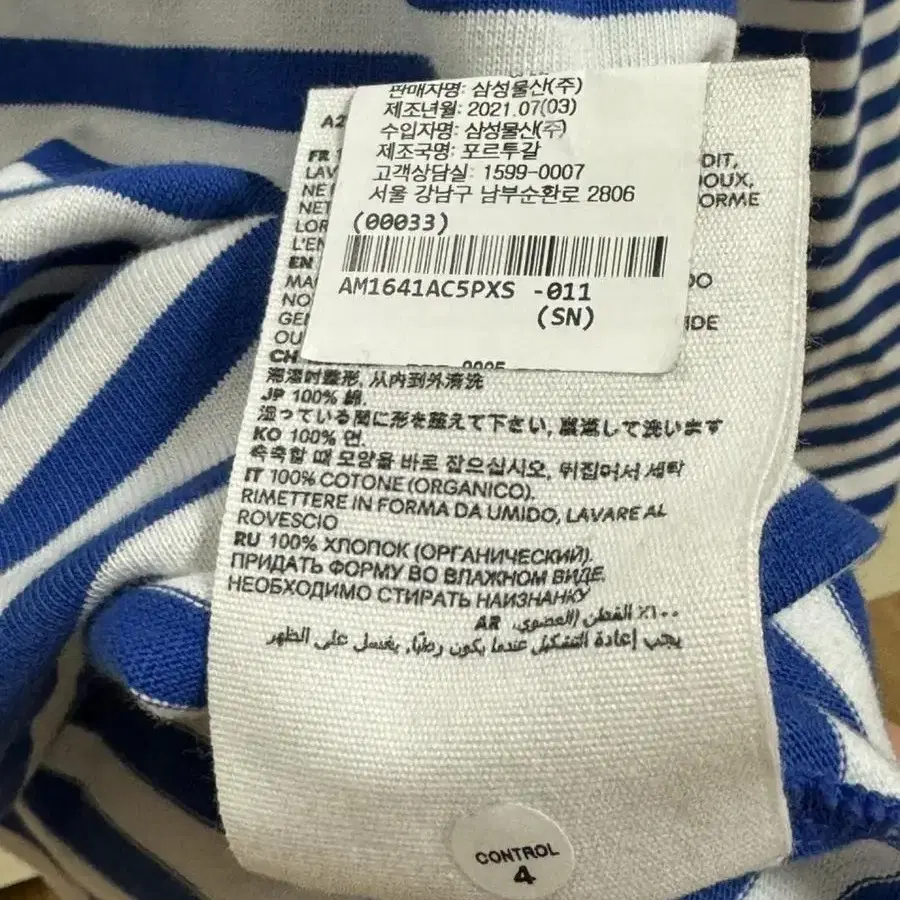 판매자명: 삼성물산(주)
제조년월: 2021.07(03)
수입자명: 삼성물산(주)
제조국명: 포르투갈
고객상담실: 1599-0007
서울 강남구 남부순환로 2806
(00033)
AM1641AC5PXS -011
(SN)
A2
FR
LAV
DIT,
NE
OUX,
NET
ORME
LOR
L'EN
EN
MA
DO
NO
GE
IDE
OU
CH
潮湿时整形, 从内到外清洗
JP 100% 綿.
湿っている間に形を整えて下さい, 裏返して洗います
KO 100% 면.
축축할 때 모양을 바로 잡으십시오, 뒤집어서 세탁
IT 100% COTONE (ORGANICO).
RIMETTERE IN FORMA DA UMIDO, LAVARE AL
ROVESCIO
RU 100% ХЛОПОК (ОРГАНИЧЕСКИЙ).
ПРИДАТЬ ФОРМУ ВО ВЛАЖНОМ ВИДЕ.
НЕОБХОДИМО СТИРАТЬ НАИЗНАНКУ
AR ١٠٠٪ القطن (العضوي).
يجب إعادة التشكيل عندما يكون رطبًا, يغسل على الظهر
CONTROL
4